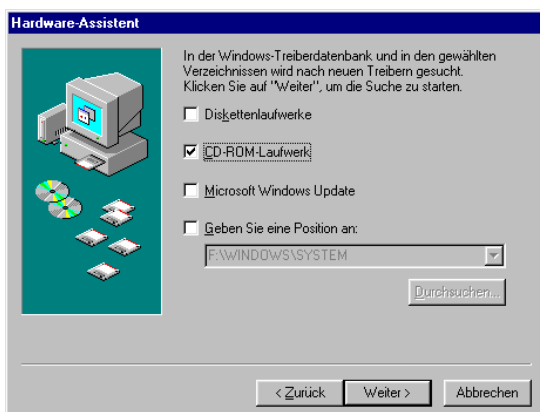 Hardware-Assistent
In der Windows-Treiberdatenbank und in den gewählten
Verzeichnissen wird nach neuen Treibern gesucht.
Klicken Sie auf "Weiter", um die Suche zu starten.
Diskettenlaufwerke
CD-ROM-Laufwerk
Microsoft Windows Update
Geben Sie eine Position an:
F:\WINDOWS\SYSTEM
Durchsuchen...
< Zurück
Weiter >
Abbrechen